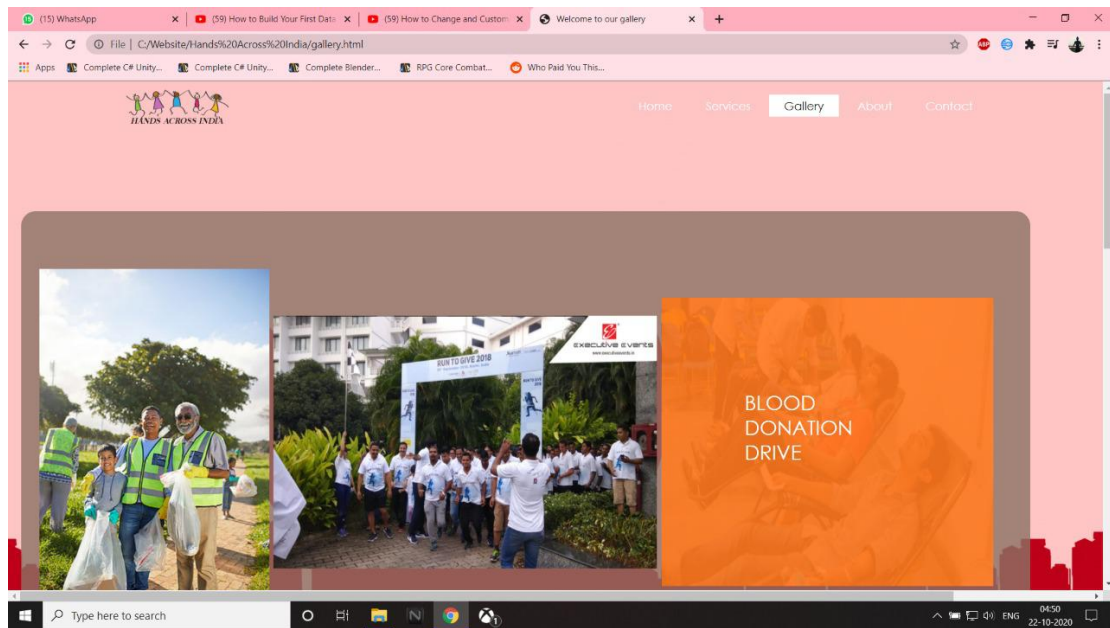 (15) WhatsApp
(59) How to Build Your First Data
(59) How to Change and Custom
Welcome to our gallery
File | C:/Website/Hands%20Across%20India/gallery.html
Apps
Complete C# Unity...
Complete C# Unity...
Complete Blender...
RPG Core Combat...
Who Paid You This...
HANDS ACROSS INDIA
Home
Services
Gallery
About
Contact
EXECUTIVE EVENTS
www.executiveevents.in
RUN TO GIVE 2018
BLOOD
DONATION
DRIVE
Type here to search
ENG
04:50
22-10-2020